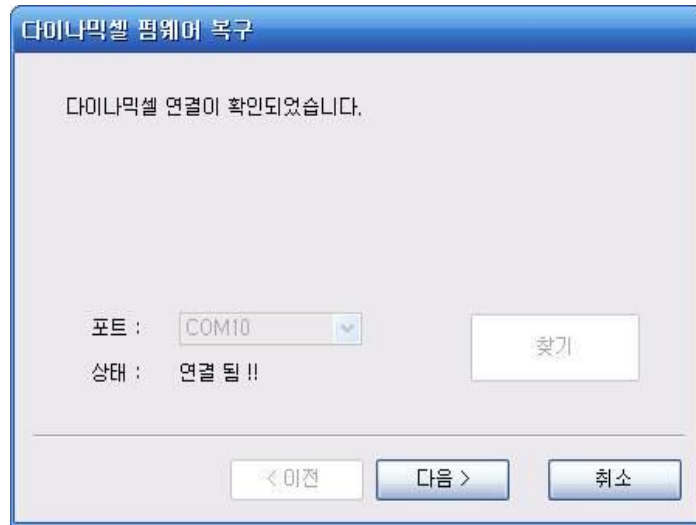 다이나믹셀 펌웨어 복구
다이나믹셀 연결이 확인되었습니다.
포트 : COM10
찾기
상태 : 연결 됨 !!
< 이전 다음 > 취소